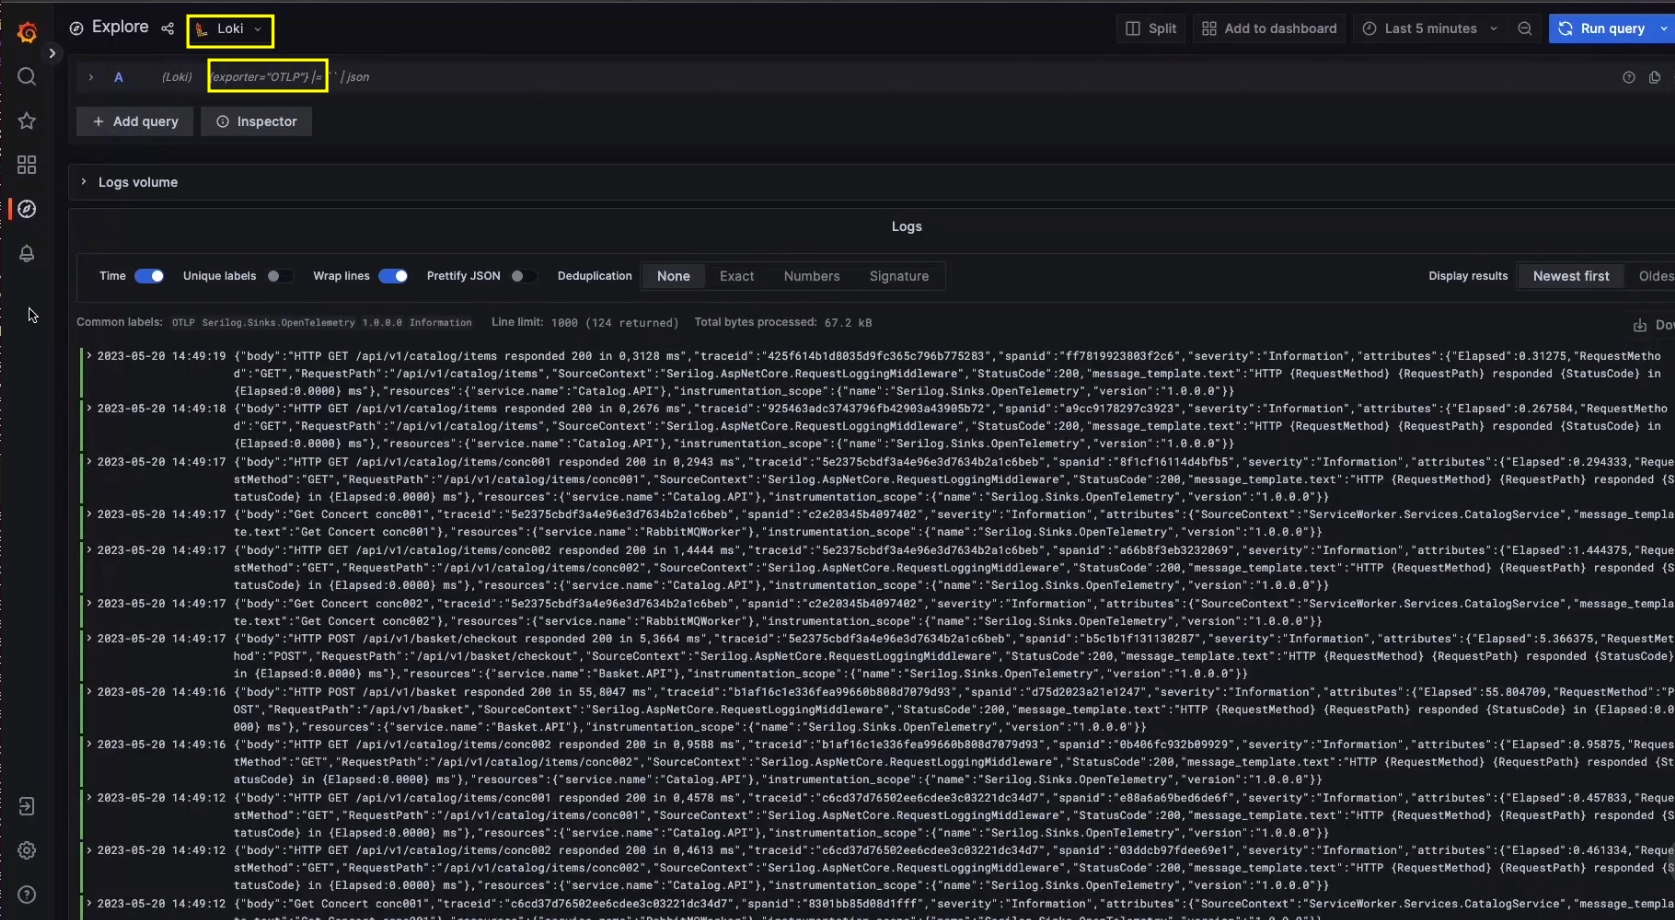 Explore Loki Split Add to dashboard Last 5 minutes Run query
A (Loki) {exporter="OTLP"} |= ` ` | json
+ Add query Inspector
Logs volume
Logs
Time Unique labels Wrap lines Prettify JSON Deduplication None Exact Numbers Signature Display results Newest first Oldes
Common labels: OTLP Serilog.Sinks.OpenTelemetry 1.0.0.0 Information Line limit: 1000 (124 returned) Total bytes processed: 67.2 kB Dov
2023-05-20 14:49:19 {"body":"HTTP GET /api/v1/catalog/items responded 200 in 0,3128 ms","traceid":"425f614b1d8035d9fc365c796b775283","spanid":"ff7819923803f2c6","severity":"Information","attributes":{"Elapsed":0.31275,"RequestMetho
d":"GET","RequestPath":"/api/v1/catalog/items","SourceContext":"Serilog.AspNetCore.RequestLoggingMiddleware","StatusCode":200,"message_template.text":"HTTP {RequestMethod} {RequestPath} responded {StatusCode} in
{Elapsed:0.0000} ms"},"resources":{"service.name":"Catalog.API"},"instrumentation_scope":{"name":"Serilog.Sinks.OpenTelemetry","version":"1.0.0.0"}}
2023-05-20 14:49:18 {"body":"HTTP GET /api/v1/catalog/items responded 200 in 0,2676 ms","traceid":"925463adc3743796fb42903a43905b72","spanid":"a9cc9178297c3923","severity":"Information","attributes":{"Elapsed":0.267584,"RequestMetho
d":"GET","RequestPath":"/api/v1/catalog/items","SourceContext":"Serilog.AspNetCore.RequestLoggingMiddleware","StatusCode":200,"message_template.text":"HTTP {RequestMethod} {RequestPath} responded {StatusCode} in
{Elapsed:0.0000} ms"},"resources":{"service.name":"Catalog.API"},"instrumentation_scope":{"name":"Serilog.Sinks.OpenTelemetry","version":"1.0.0.0"}}
2023-05-20 14:49:17 {"body":"HTTP GET /api/v1/catalog/items/conc001 responded 200 in 0,2943 ms","traceid":"5e2375cbdf3a4e96e3d7634b2a1c6beb","spanid":"8f1cf16114d4bfb5","severity":"Information","attributes":{"Elapsed":0.294333,"Reque
stMethod":"GET","RequestPath":"/api/v1/catalog/items/conc001","SourceContext":"Serilog.AspNetCore.RequestLoggingMiddleware","StatusCode":200,"message_template.text":"HTTP {RequestMethod} {RequestPath} responded {S
tatusCode} in {Elapsed:0.0000} ms"},"resources":{"service.name":"Catalog.API"},"instrumentation_scope":{"name":"Serilog.Sinks.OpenTelemetry","version":"1.0.0.0"}}
2023-05-20 14:49:17 {"body":"Get Concert conc001","traceid":"5e2375cbdf3a4e96e3d7634b2a1c6beb","spanid":"c2e20345b4097402","severity":"Information","attributes":{"SourceContext":"ServiceWorker.Services.CatalogService","message_templa
te.text":"Get Concert conc001"},"resources":{"service.name":"RabbitMQWorker"},"instrumentation_scope":{"name":"Serilog.Sinks.OpenTelemetry","version":"1.0.0.0"}}
2023-05-20 14:49:17 {"body":"HTTP GET /api/v1/catalog/items/conc002 responded 200 in 1,4444 ms","traceid":"5e2375cbdf3a4e96e3d7634b2a1c6beb","spanid":"a66b8f3eb3232069","severity":"Information","attributes":{"Elapsed":1.444375,"Reque
stMethod":"GET","RequestPath":"/api/v1/catalog/items/conc002","SourceContext":"Serilog.AspNetCore.RequestLoggingMiddleware","StatusCode":200,"message_template.text":"HTTP {RequestMethod} {RequestPath} responded {S
tatusCode} in {Elapsed:0.0000} ms"},"resources":{"service.name":"Catalog.API"},"instrumentation_scope":{"name":"Serilog.Sinks.OpenTelemetry","version":"1.0.0.0"}}
2023-05-20 14:49:17 {"body":"Get Concert conc002","traceid":"5e2375cbdf3a4e96e3d7634b2a1c6beb","spanid":"c2e20345b4097402","severity":"Information","attributes":{"SourceContext":"ServiceWorker.Services.CatalogService","message_templa
te.text":"Get Concert conc002"},"resources":{"service.name":"RabbitMQWorker"},"instrumentation_scope":{"name":"Serilog.Sinks.OpenTelemetry","version":"1.0.0.0"}}
2023-05-20 14:49:17 {"body":"HTTP POST /api/v1/basket/checkout responded 200 in 5,3664 ms","traceid":"5e2375cbdf3a4e96e3d7634b2a1c6beb","spanid":"b5c1b1f131130287","severity":"Information","attributes":{"Elapsed":5.366375,"RequestMet
hod":"POST","RequestPath":"/api/v1/basket/checkout","SourceContext":"Serilog.AspNetCore.RequestLoggingMiddleware","StatusCode":200,"message_template.text":"HTTP {RequestMethod} {RequestPath} responded {StatusCode}
in {Elapsed:0.0000} ms"},"resources":{"service.name":"Basket.API"},"instrumentation_scope":{"name":"Serilog.Sinks.OpenTelemetry","version":"1.0.0.0"}}
2023-05-20 14:49:16 {"body":"HTTP POST /api/v1/basket responded 200 in 55,8047 ms","traceid":"b1af16c1e336fea99660b808d7079d93","spanid":"d75d2023a21e1247","severity":"Information","attributes":{"Elapsed":55.804709,"RequestMethod":"P
OST","RequestPath":"/api/v1/basket","SourceContext":"Serilog.AspNetCore.RequestLoggingMiddleware","StatusCode":200,"message_template.text":"HTTP {RequestMethod} {RequestPath} responded {StatusCode} in {Elapsed:0.0
000} ms"},"resources":{"service.name":"Basket.API"},"instrumentation_scope":{"name":"Serilog.Sinks.OpenTelemetry","version":"1.0.0.0"}}
2023-05-20 14:49:16 {"body":"HTTP GET /api/v1/catalog/items/conc002 responded 200 in 0,9588 ms","traceid":"b1af16c1e336fea99660b808d7079d93","spanid":"0b406fc932b09929","severity":"Information","attributes":{"Elapsed":0.95875,"Reques
tMethod":"GET","RequestPath":"/api/v1/catalog/items/conc002","SourceContext":"Serilog.AspNetCore.RequestLoggingMiddleware","StatusCode":200,"message_template.text":"HTTP {RequestMethod} {RequestPath} responded {St
atusCode} in {Elapsed:0.0000} ms"},"resources":{"service.name":"Catalog.API"},"instrumentation_scope":{"name":"Serilog.Sinks.OpenTelemetry","version":"1.0.0.0"}}
2023-05-20 14:49:12 {"body":"HTTP GET /api/v1/catalog/items/conc001 responded 200 in 0,4578 ms","traceid":"c6cd37d76502ee6cdee3c03221dc34d7","spanid":"e88a6a69bed6de6f","severity":"Information","attributes":{"Elapsed":0.457833,"Reque
stMethod":"GET","RequestPath":"/api/v1/catalog/items/conc001","SourceContext":"Serilog.AspNetCore.RequestLoggingMiddleware","StatusCode":200,"message_template.text":"HTTP {RequestMethod} {RequestPath} responded {S
tatusCode} in {Elapsed:0.0000} ms"},"resources":{"service.name":"Catalog.API"},"instrumentation_scope":{"name":"Serilog.Sinks.OpenTelemetry","version":"1.0.0.0"}}
2023-05-20 14:49:12 {"body":"HTTP GET /api/v1/catalog/items/conc002 responded 200 in 0,4613 ms","traceid":"c6cd37d76502ee6cdee3c03221dc34d7","spanid":"03ddcb97fdee69e1","severity":"Information","attributes":{"Elapsed":0.461334,"Reque
stMethod":"GET","RequestPath":"/api/v1/catalog/items/conc002","SourceContext":"Serilog.AspNetCore.RequestLoggingMiddleware","StatusCode":200,"message_template.text":"HTTP {RequestMethod} {RequestPath} responded {S
tatusCode} in {Elapsed:0.0000} ms"},"resources":{"service.name":"Catalog.API"},"instrumentation_scope":{"name":"Serilog.Sinks.OpenTelemetry","version":"1.0.0.0"}}
2023-05-20 14:49:12 {"body":"Get Concert conc001","traceid":"c6cd37d76502ee6cdee3c03221dc34d7","spanid":"8301bb85d08d1fff","severity":"Information","attributes":{"SourceContext":"ServiceWorker.Services.CatalogService","message_templa